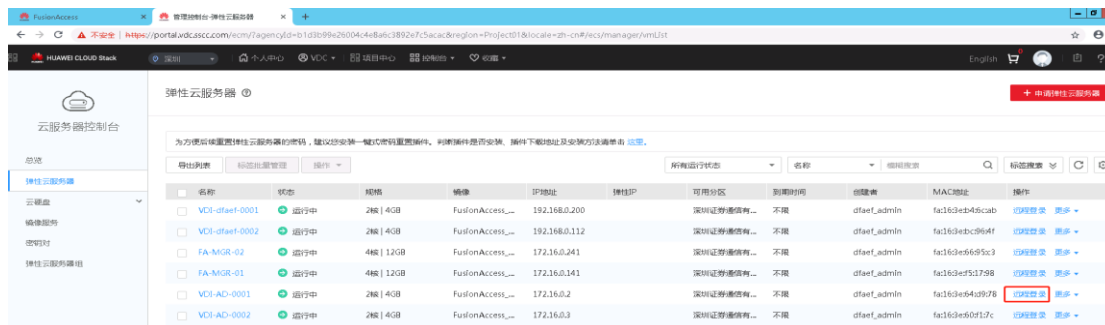 FusionAccess 管理控制台-弹性云服务器
不安全 https://portal.vdc.sscc.com/ecm/?agencyId=b1d3b99e26004c4e8a6c3892e7c5acac&region=Project01&locale=zh-cn#/ecs/manager/vmList
HUAWEI CLOUD Stack 深圳 个人中心 VDC 项目中心 控制台 收藏 English
云服务器控制台
总览
弹性云服务器
云硬盘
镜像服务
密钥对
弹性云服务器组
弹性云服务器
+ 申请弹性云服务器
为方便后续重置弹性云服务器的密码，建议您安装一键式密码重置插件。判断插件是否安装、插件下载地址及安装方法请单击 这里。
导出列表 标签批量管理 操作 所有运行状态 名称 模糊搜索 标签搜索
名称 状态 规格 镜像 IP地址 弹性IP 可用分区 到期时间 创建者 MAC地址 操作
VDI-dfaef-0001 运行中 2核 | 4GB FusionAccess_... 192.168.0.200 深圳证券通信有... 不限 dfaef_admin fa:16:3e:b4:6c:ab 远程登录 更多
VDI-dfaef-0002 运行中 2核 | 4GB FusionAccess_... 192.168.0.112 深圳证券通信有... 不限 dfaef_admin fa:16:3e:bc:96:4f 远程登录 更多
FA-MGR-02 运行中 4核 | 12GB FusionAccess_... 172.16.0.241 深圳证券通信有... 不限 dfaef_admin fa:16:3e:66:95:c3 远程登录 更多
FA-MGR-01 运行中 4核 | 12GB FusionAccess_... 172.16.0.141 深圳证券通信有... 不限 dfaef_admin fa:16:3e:f5:17:98 远程登录 更多
VDI-AD-0001 运行中 2核 | 4GB FusionAccess_... 172.16.0.2 深圳证券通信有... 不限 dfaef_admin fa:16:3e:64:d9:78 远程登录 更多
VDI-AD-0002 运行中 2核 | 4GB FusionAccess_... 172.16.0.3 深圳证券通信有... 不限 dfaef_admin fa:16:3e:60:f1:7c 远程登录 更多